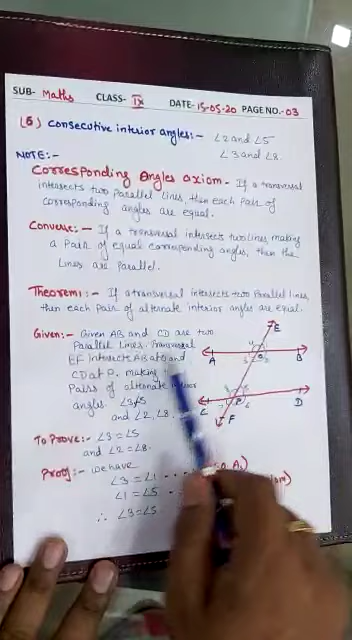 SUB- Maths CLASS- IX DATE-15-05-20 PAGE NO.-03
(6) Consecutive interior angles:- ∠2 and ∠5
∠3 and ∠8.
NOTE:-
Corresponding Angles axiom- If a transversal
intersects two parallel lines, then each pair of
corresponding angles are equal.
Converse:- If a transversal intersects two lines, making
a pair of equal corresponding angles, then the
lines are parallel.
Theorem1:- If a transversal intersects two parallel lines,
then each pair of alternate interior angles are equal.
Given:- Given AB and CD are two
Parallel lines. Transversal
EF intersects AB at O and
CD at P. making
Pairs of alternate
angles. ∠3,∠5
and ∠2, ∠8.
To Prove:- ∠3=∠5
and ∠2=∠8.
Proof:- we have
∠3=∠1
∠1=∠5
∴ ∠3=∠5
E
A
B
C
D
F